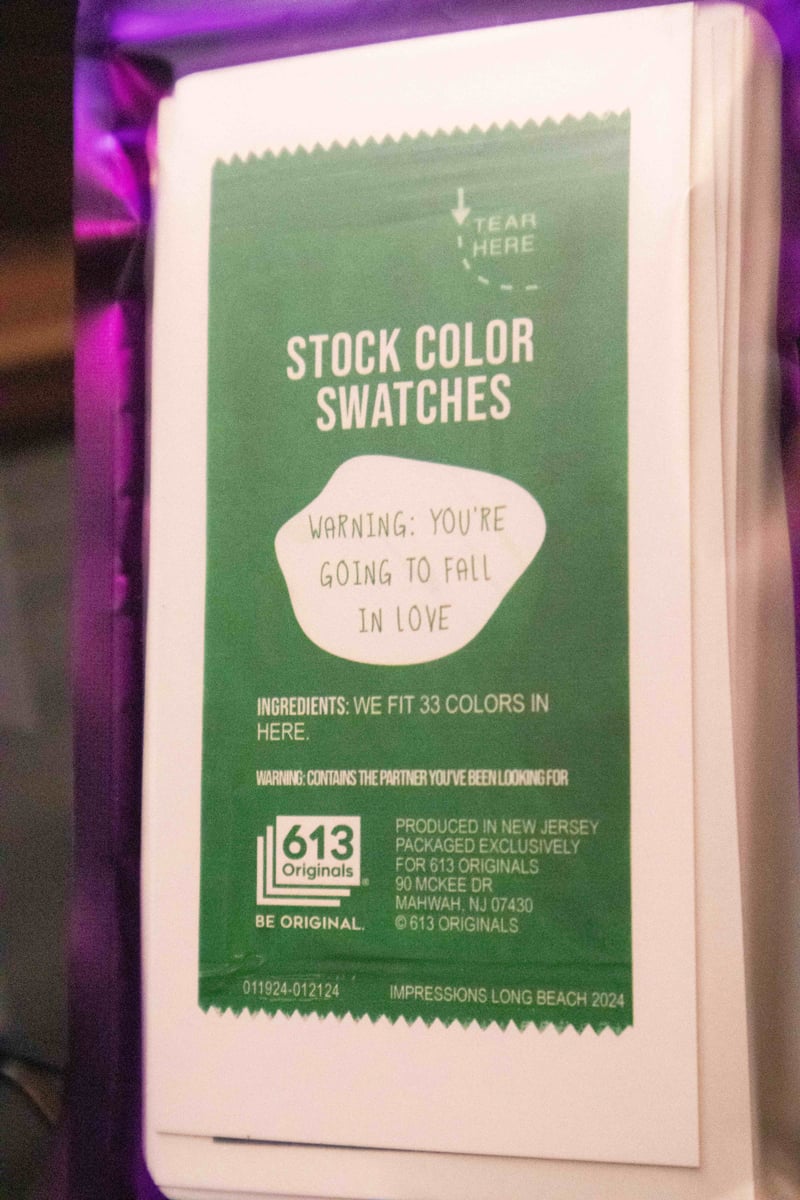 TEAR
HERE
STOCK COLOR
SWATCHES
WARNING: YOU'RE
GOING TO FALL
IN LOVE
INGREDIENTS: WE FIT 33 COLORS IN
HERE.
WARNING: CONTAINS THE PARTNER YOU'VE BEEN LOOKING FOR
613
Originals®
BE ORIGINAL.
PRODUCED IN NEW JERSEY
PACKAGED EXCLUSIVELY
FOR 613 ORIGINALS
90 MCKEE DR
MAHWAH, NJ 07430
© 613 ORIGINALS
011924-012124
IMPRESSIONS LONG BEACH 2024